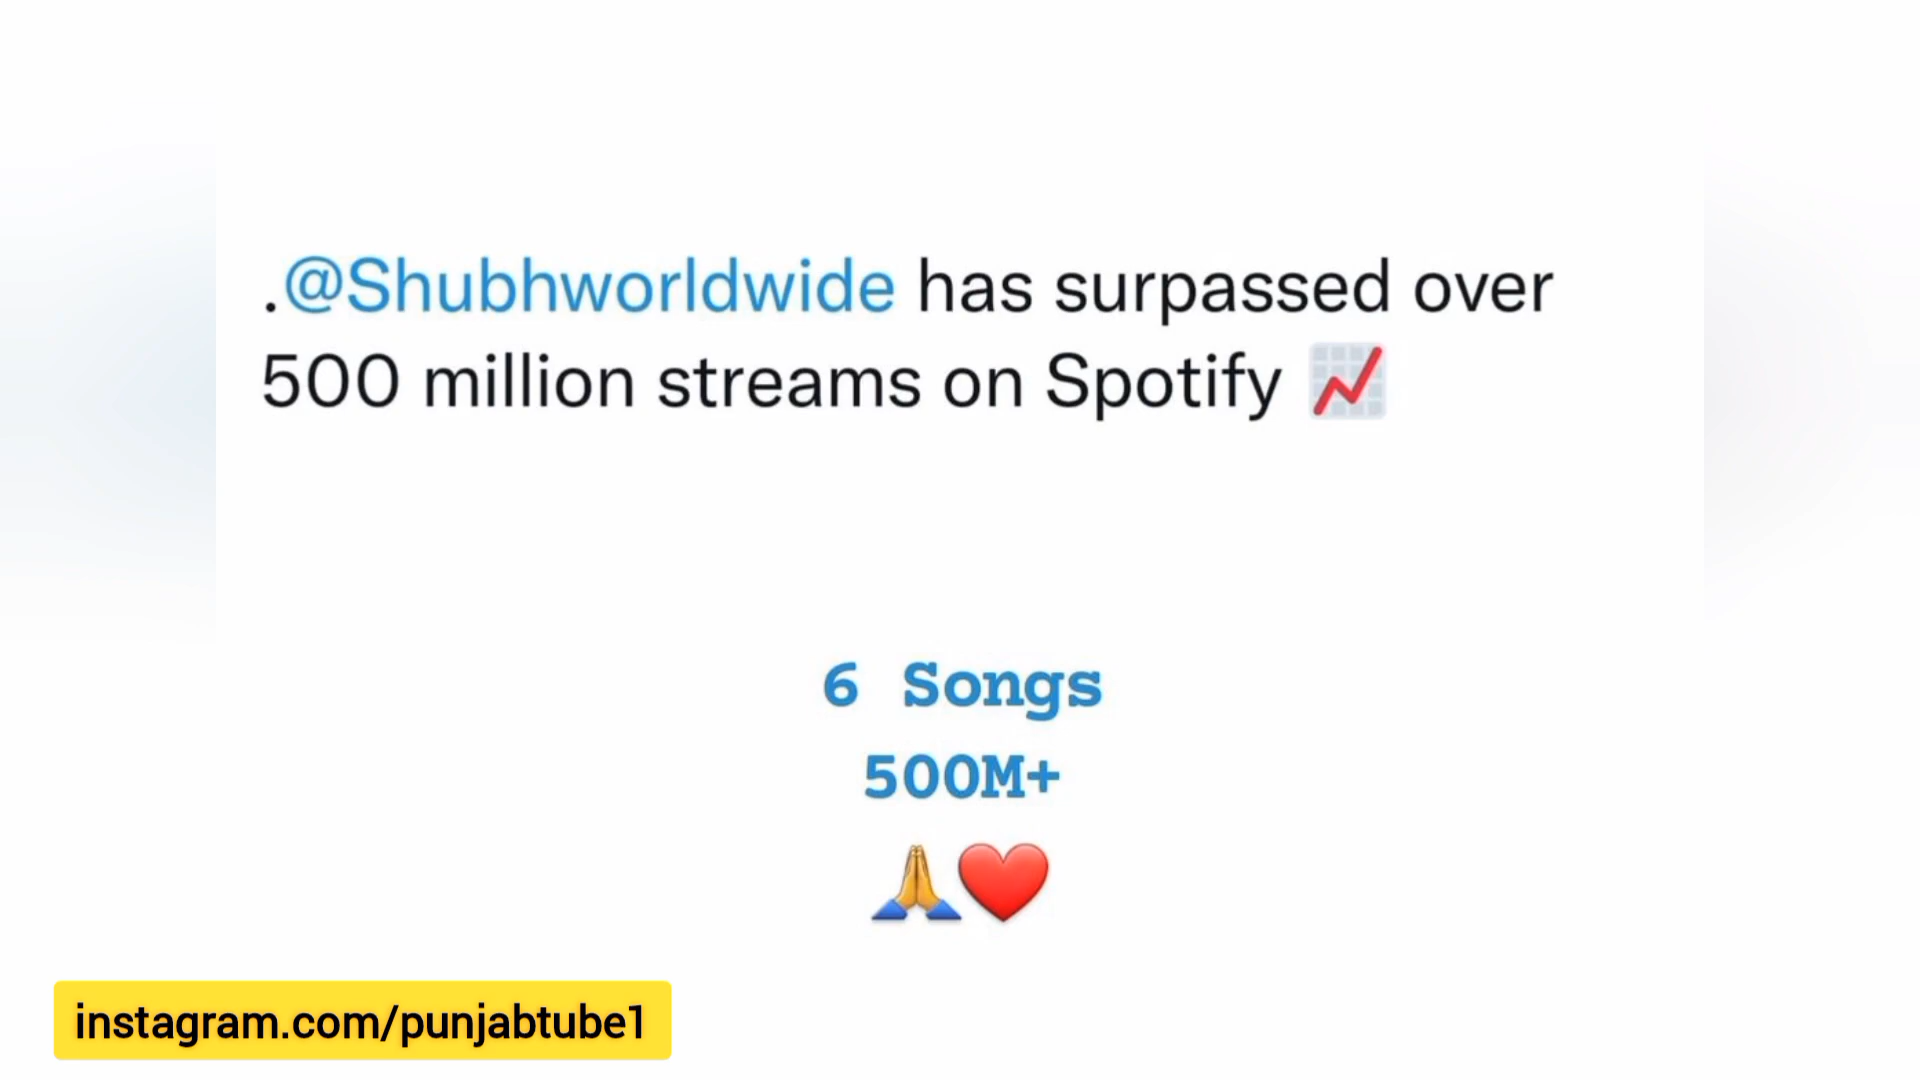 .@Shubhworldwide has surpassed over
500 million streams on Spotify 📈
6 Songs
500M+
🙏❤️
instagram.com/punjabtube1